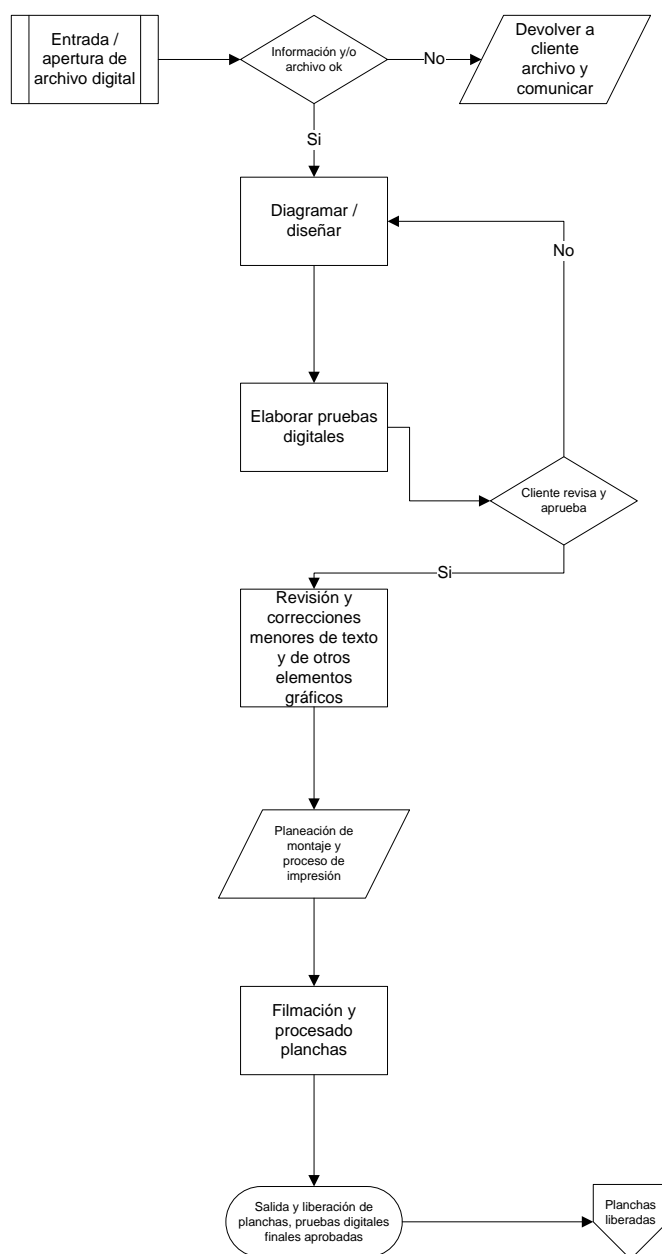 Entrada /
apertura de
archivo digital
Información y/o
archivo ok
No
Devolver a
cliente
archivo y
comunicar
Si
Diagramar /
diseñar
No
Elaborar pruebas
digitales
Cliente revisa y
aprueba
Si
Revisión y
correcciones
menores de texto
y de otros
elementos
gráficos
Planeación de
montaje y
proceso de
impresión
Filmación y
procesado
planchas
Salida y liberación de
planchas, pruebas digitales
finales aprobadas
Planchas
liberadas